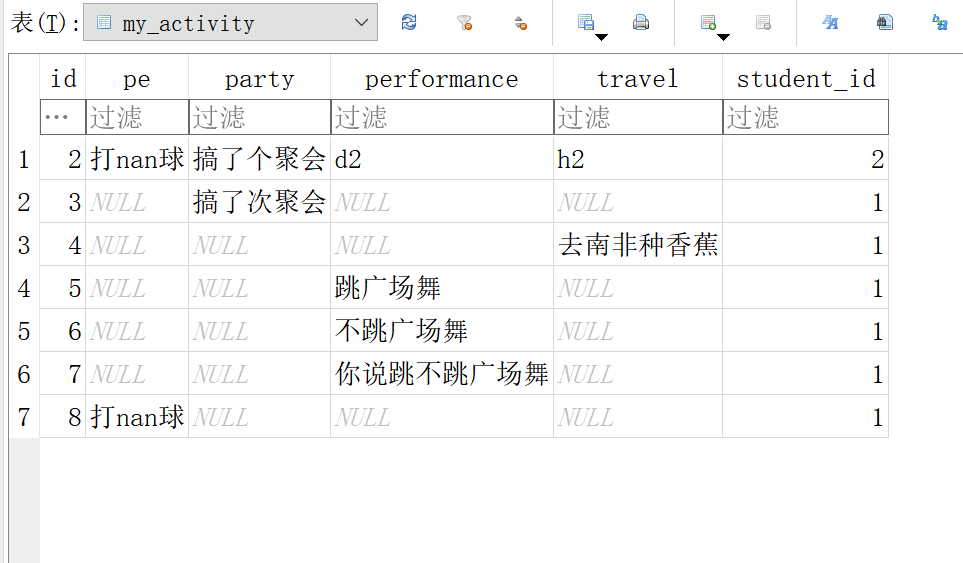 表(T): my_activity
id pe party performance travel student_id
… 过滤 过滤 过滤 过滤 过滤
1 2 打nan球 搞了个聚会 d2 h2 2
2 3 NULL 搞了次聚会 NULL NULL 1
3 4 NULL NULL NULL 去南非种香蕉 1
4 5 NULL NULL 跳广场舞 NULL 1
5 6 NULL NULL 不跳广场舞 NULL 1
6 7 NULL NULL 你说跳不跳广场舞 NULL 1
7 8 打nan球 NULL NULL NULL 1